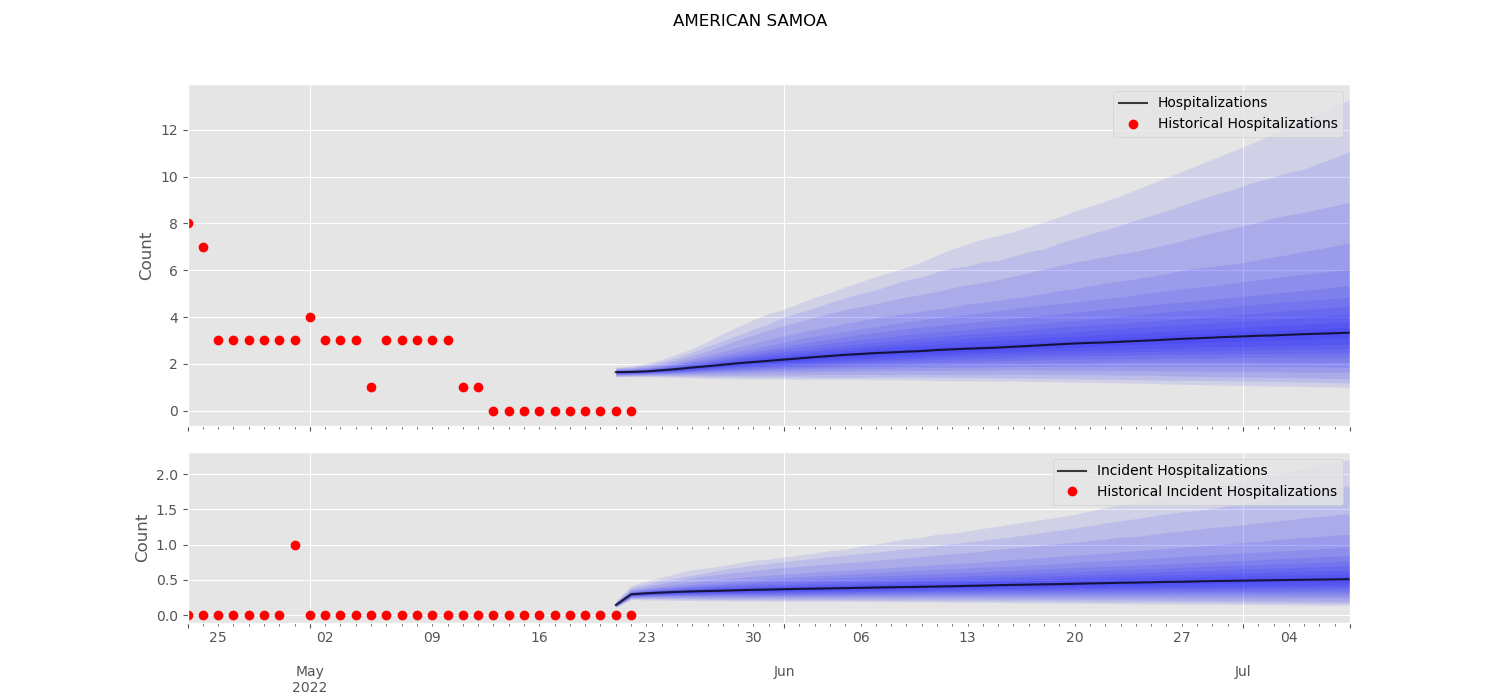 AMERICAN SAMOA
Hospitalizations
Historical Hospitalizations
Count
12
10
8
6
4
2
0
Incident Hospitalizations
Historical Incident Hospitalizations
Count
2.0
1.5
1.0
0.5
0.0
25 02 09 16 23 30 06 13 20 27 04
May Jun Jul
2022